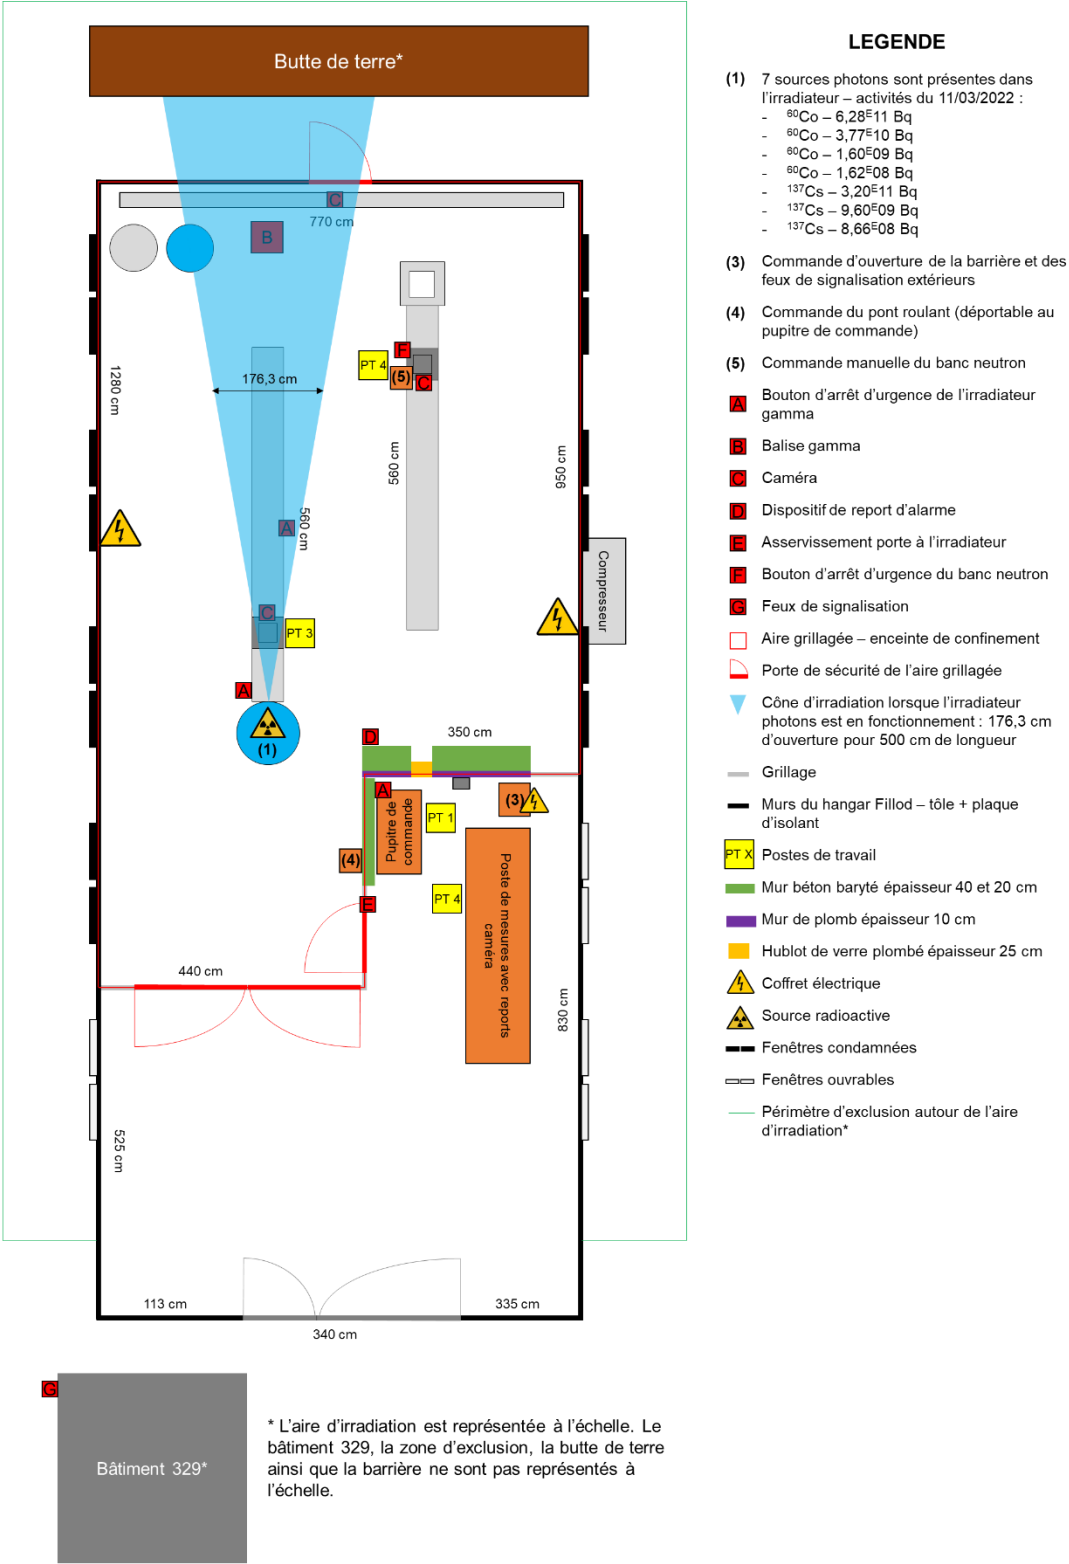 Butte de terre*
C
770 cm
B
1280 cm
176,3 cm
F
PT 4
(5)
C
560 cm
950 cm
A
560 cm
C
PT 3
Compresseur
A
(1)
D
350 cm
A
Pupitre de
commande
PT 1
(3)
(4)
PT 4
E
Poste de mesures avec reports
caméra
440 cm
830 cm
525 cm
113 cm
335 cm
340 cm
G
Bâtiment 329*
* L'aire d'irradiation est représentée à l'échelle. Le
bâtiment 329, la zone d'exclusion, la butte de terre
ainsi que la barrière ne sont pas représentés à
l'échelle.
LEGENDE
(1) 7 sources photons sont présentes dans
l'irradiateur – activités du 11/03/2022 :
- 60Co – 6,28E11 Bq
- 60Co – 3,77E10 Bq
- 60Co – 1,60E09 Bq
- 60Co – 1,62E08 Bq
- 137Cs – 3,20E11 Bq
- 137Cs – 9,60E09 Bq
- 137Cs – 8,66E08 Bq
(3) Commande d'ouverture de la barrière et des
feux de signalisation extérieurs
(4) Commande du pont roulant (déportable au
pupitre de commande)
(5) Commande manuelle du banc neutron
A Bouton d'arrêt d'urgence de l'irradiateur
gamma
B Balise gamma
C Caméra
D Dispositif de report d'alarme
E Asservissement porte à l'irradiateur
F Bouton d'arrêt d'urgence du banc neutron
G Feux de signalisation
Aire grillagée – enceinte de confinement
Porte de sécurité de l'aire grillagée
Cône d'irradiation lorsque l'irradiateur
photons est en fonctionnement : 176,3 cm
d'ouverture pour 500 cm de longueur
Grillage
Murs du hangar Fillod – tôle + plaque
d'isolant
PT X Postes de travail
Mur béton baryté épaisseur 40 et 20 cm
Mur de plomb épaisseur 10 cm
Hublot de verre plombé épaisseur 25 cm
Coffret électrique
Source radioactive
Fenêtres condamnées
Fenêtres ouvrables
Périmètre d'exclusion autour de l'aire
d'irradiation*